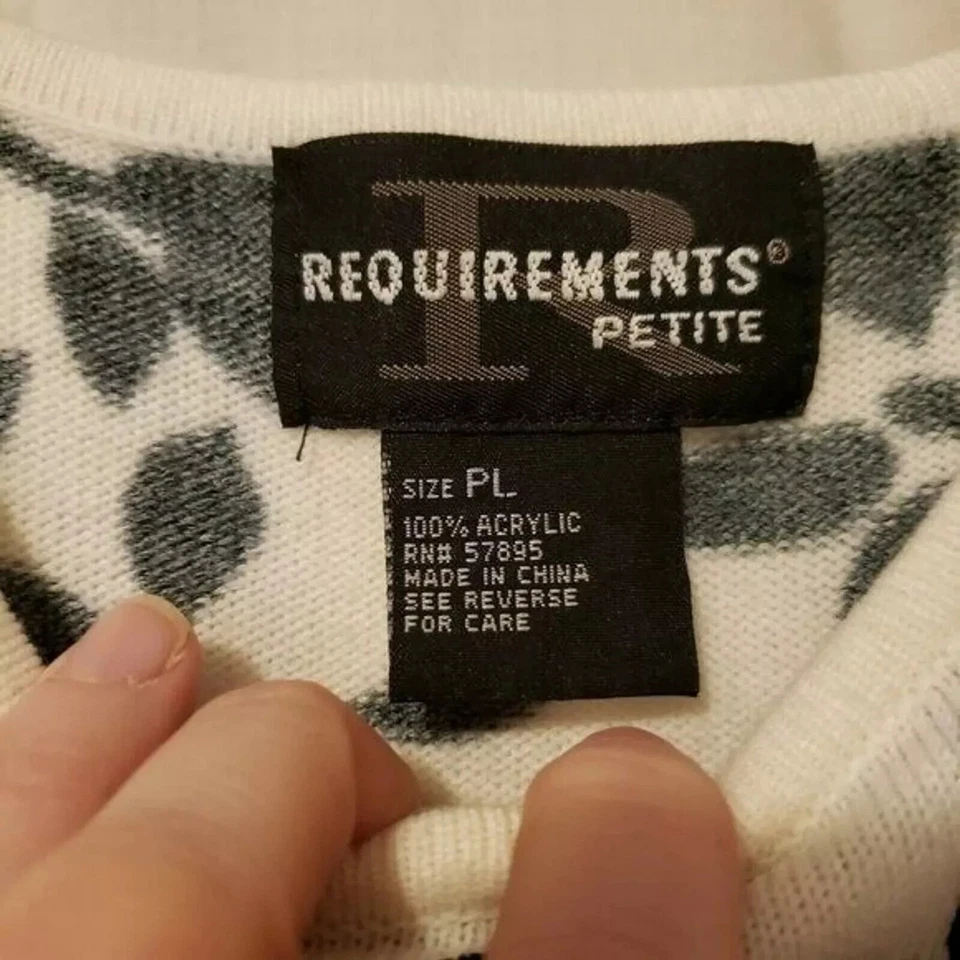 R
REQUIREMENTS®
PETITE
SIZE PL
100% ACRYLIC
RN# 57895
MADE IN CHINA
SEE REVERSE
FOR CARE